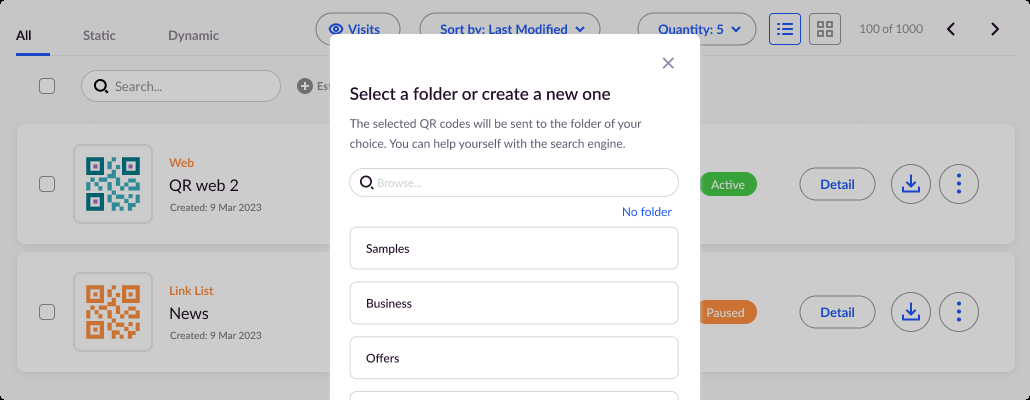 All
Static
Dynamic
Visits
Sort by: Last Modified
Quantity: 5
100 of 1000
Search...
Select a folder or create a new one
The selected QR codes will be sent to the folder of your
choice. You can help yourself with the search engine.
Browse...
No folder
Samples
Business
Offers
Web
QR web 2
Created: 9 Mar 2023
Active
Detail
Link List
News
Created: 9 Mar 2023
Paused
Detail